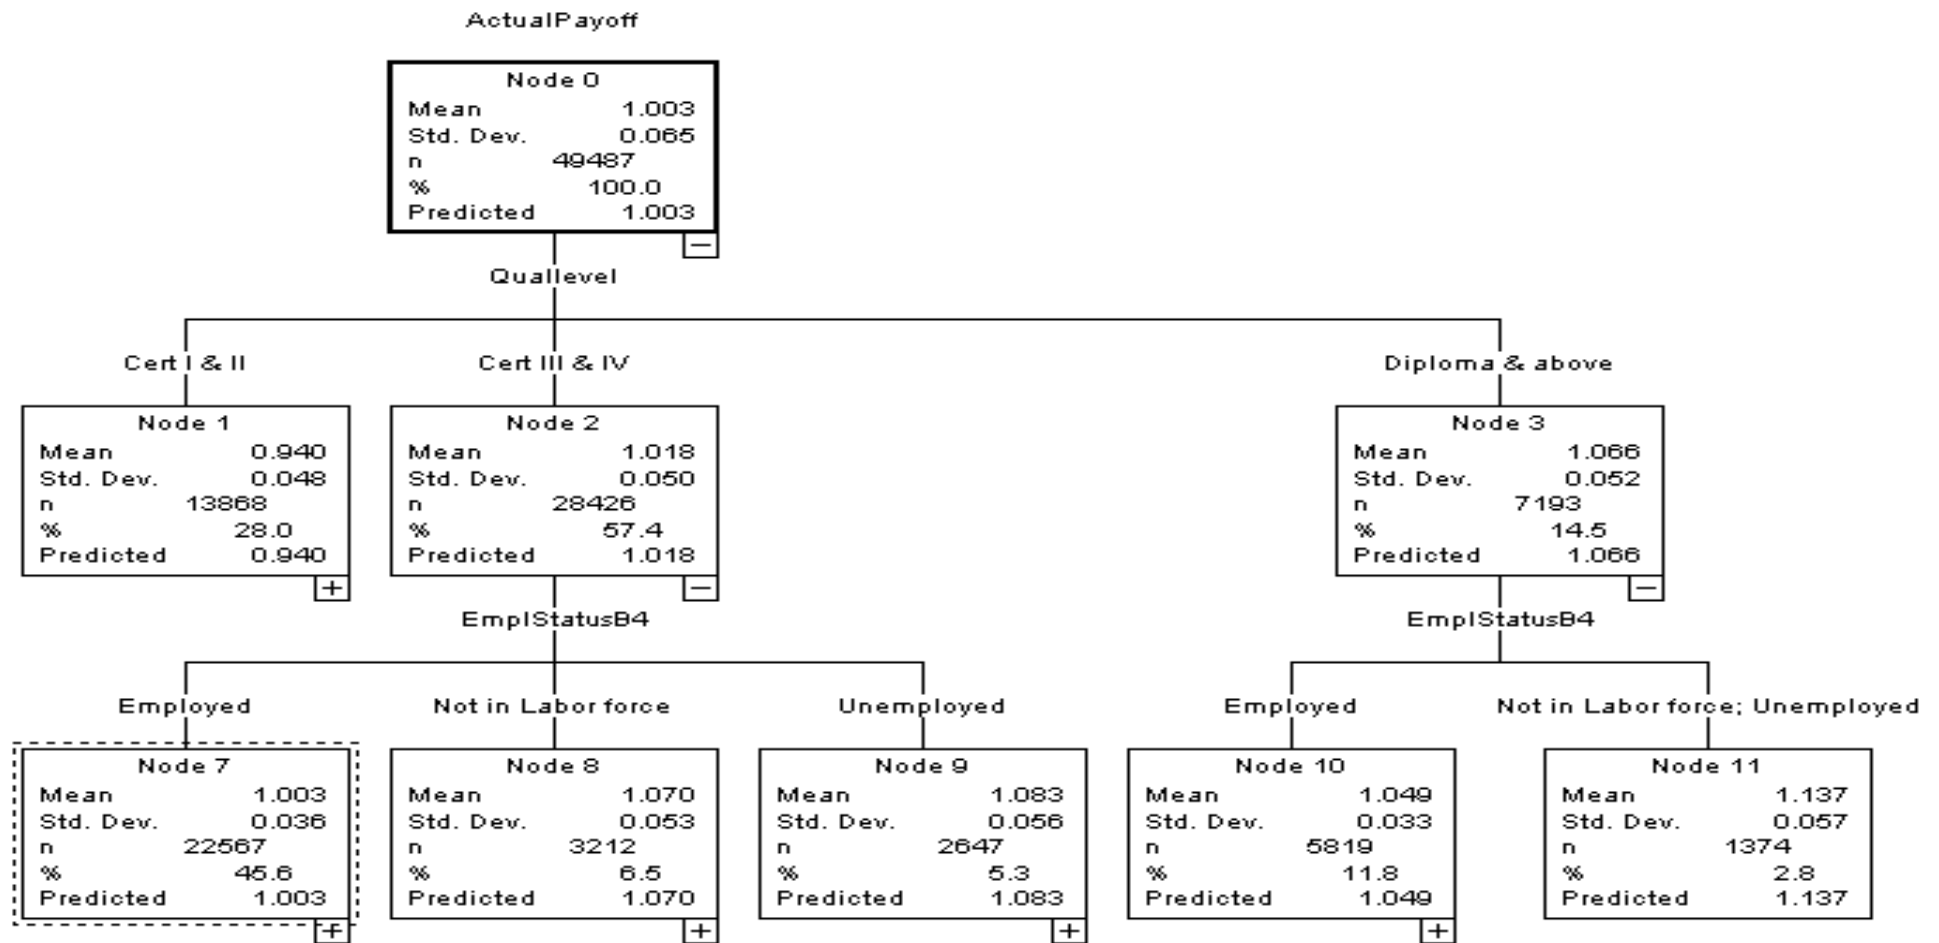 ActualPayoff
Node 0
Mean 1.003
Std. Dev. 0.065
n 49487
% 100.0
Predicted 1.003
−
Quallevel
Cert I & II
Cert III & IV
Diploma & above
Node 1
Mean 0.940
Std. Dev. 0.048
n 13868
% 28.0
Predicted 0.940
+
Node 2
Mean 1.018
Std. Dev. 0.050
n 28426
% 57.4
Predicted 1.018
−
Node 3
Mean 1.066
Std. Dev. 0.052
n 7193
% 14.5
Predicted 1.066
−
EmplStatusB4
EmplStatusB4
Employed
Not in Labor force
Unemployed
Employed
Not in Labor force; Unemployed
Node 7
Mean 1.003
Std. Dev. 0.036
n 22567
% 45.6
Predicted 1.003
+
Node 8
Mean 1.070
Std. Dev. 0.053
n 3212
% 6.5
Predicted 1.070
+
Node 9
Mean 1.083
Std. Dev. 0.056
n 2647
% 5.3
Predicted 1.083
+
Node 10
Mean 1.049
Std. Dev. 0.033
n 5819
% 11.8
Predicted 1.049
+
Node 11
Mean 1.137
Std. Dev. 0.057
n 1374
% 2.8
Predicted 1.137